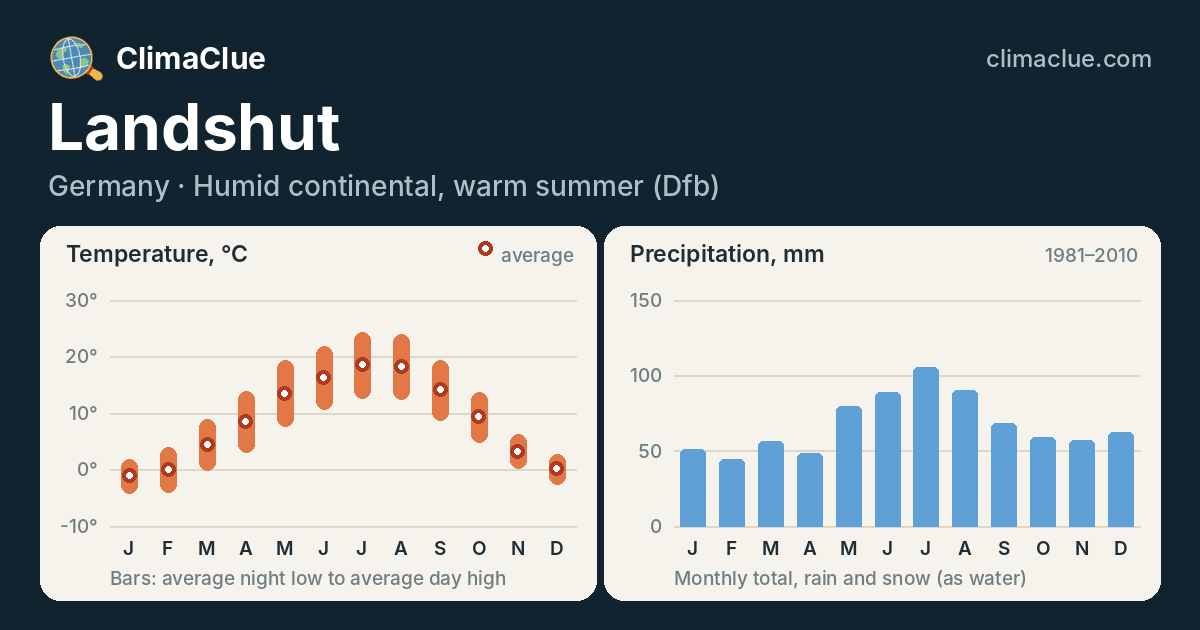 ClimaClue
climaclue.com
Landshut
Germany · Humid continental, warm summer (Dfb)
Temperature, °C
average
30°
20°
10°
0°
-10°
J F M A M J J A S O N D
Bars: average night low to average day high
Precipitation, mm
1981–2010
150
100
50
0
J F M A M J J A S O N D
Monthly total, rain and snow (as water)